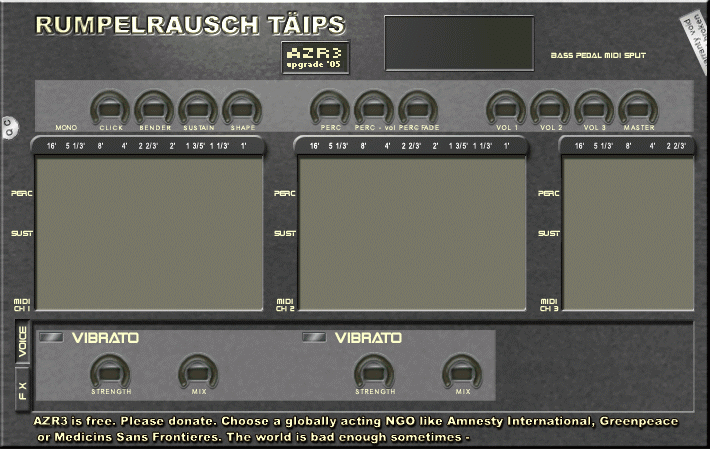 RUMPELRAUSCH TÄIPS
AZR3
upgrade '05
BASS PEDAL MIDI SPLIT
warranty void
broken
QC
MONO CLICK BENDER SUSTAIN SHAPE PERC PERC - vol PERC FADE VOL 1 VOL 2 VOL 3 MASTER
16' 5 1/3' 8' 4' 2 2/3' 2' 1 3/5' 1 1/3' 1' 16' 5 1/3' 8' 4' 2 2/3' 2' 1 3/5' 1 1/3' 1' 16' 5 1/3' 8' 4' 2 2/3'
PERC PERC PERC
SUST SUST SUST
MIDI MIDI MIDI
CH 1 CH 2 CH 3
VOICE
VIBRATO VIBRATO
STRENGTH MIX STRENGTH MIX
FX
AZR3 is free. Please donate. Choose a globally acting NGO like Amnesty International, Greenpeace
or Medicins Sans Frontieres. The world is bad enough sometimes -